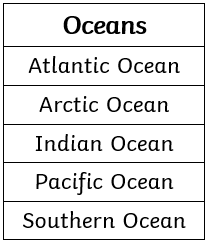 Oceans
Atlantic Ocean
Arctic Ocean
Indian Ocean
Pacific Ocean
Southern Ocean